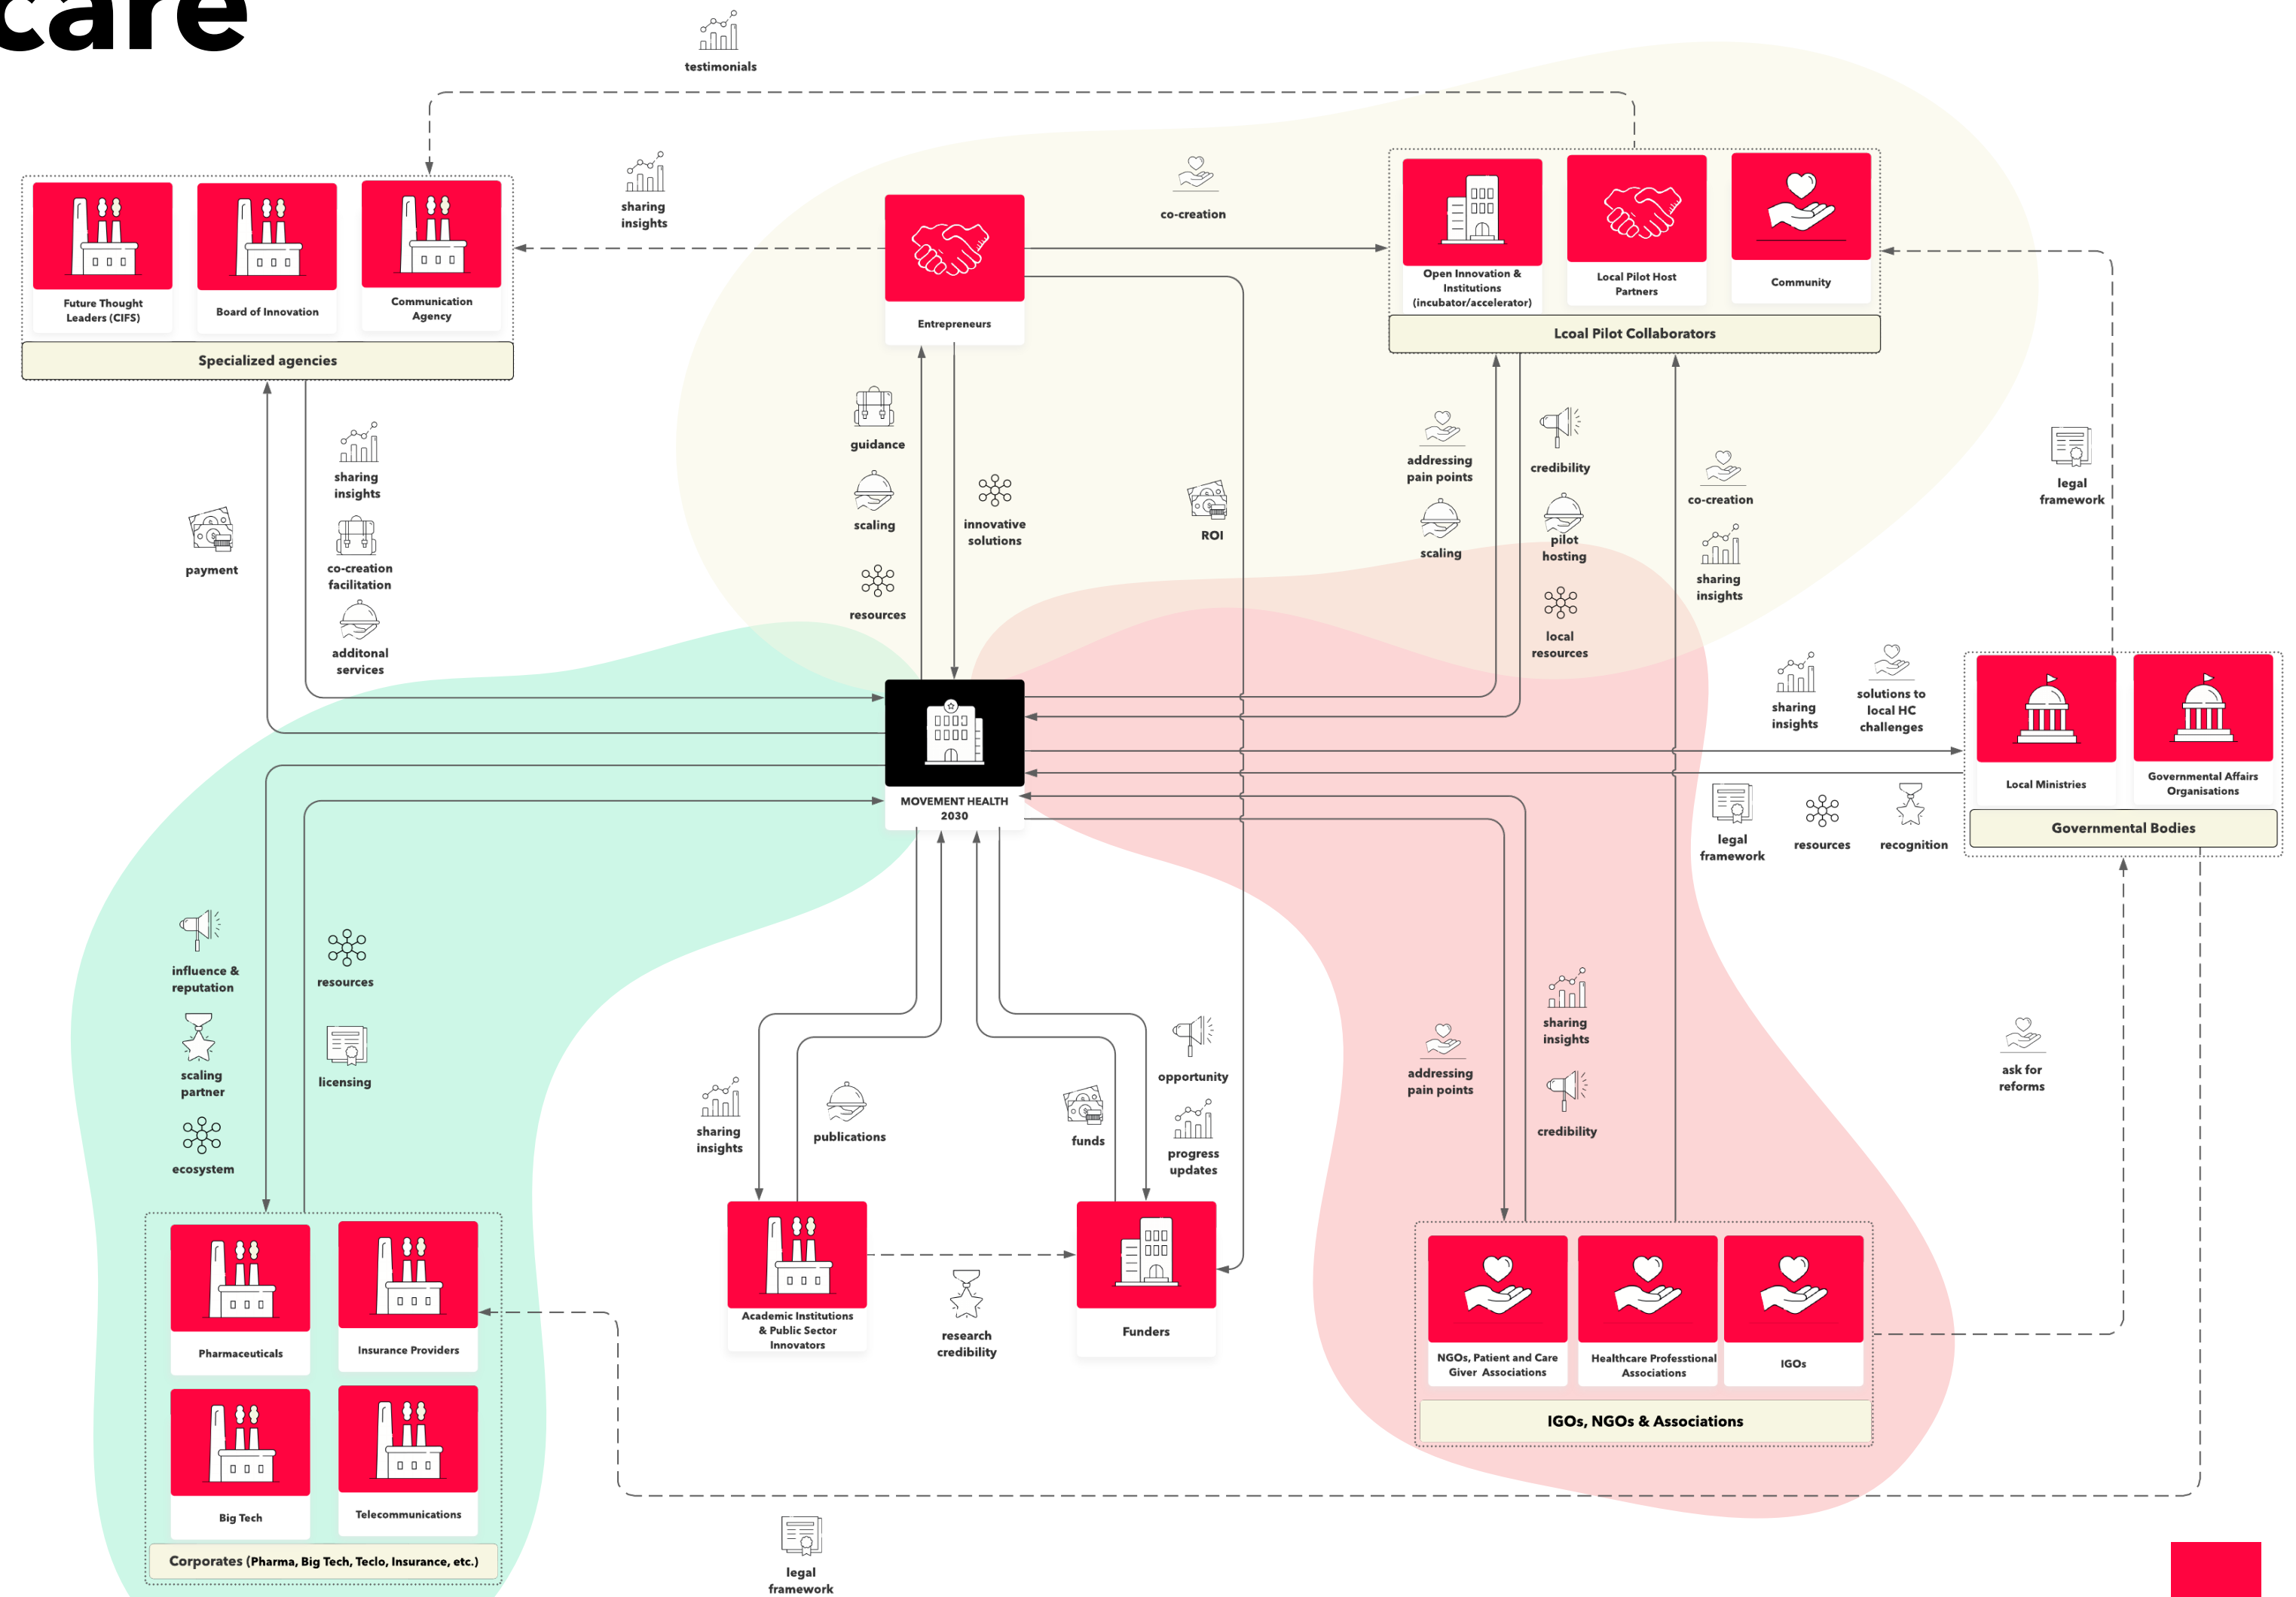 care
testimonials
sharing
insights
co-creation
Future Thought
Leaders (CIFS)
Board of Innovation
Communication
Agency
Specialized agencies
Entrepreneurs
Open Innovation &
Institutions
(incubator/accelerator)
Local Pilot Host
Partners
Community
Lcoal Pilot Collaborators
payment
sharing
insights
co-creation
facilitation
additonal
services
guidance
scaling
resources
innovative
solutions
ROI
addressing
pain points
scaling
credibility
pilot
hosting
local
resources
co-creation
sharing
insights
legal
framework
sharing
insights
solutions to
local HC
challenges
MOVEMENT HEALTH
2030
Local Ministries
Governmental Affairs
Organisations
Governmental Bodies
legal
framework
resources
recognition
influence &
reputation
scaling
partner
ecosystem
resources
licensing
sharing
insights
publications
funds
opportunity
progress
updates
addressing
pain points
sharing
insights
credibility
ask for
reforms
Pharmaceuticals
Insurance Providers
Big Tech
Telecommunications
Corporates (Pharma, Big Tech, Teclo, Insurance, etc.)
Academic Institutions
& Public Sector
Innovators
research
credibility
Funders
NGOs, Patient and Care
Giver Associations
Healthcare Professtional
Associations
IGOs
IGOs, NGOs & Associations
legal
framework